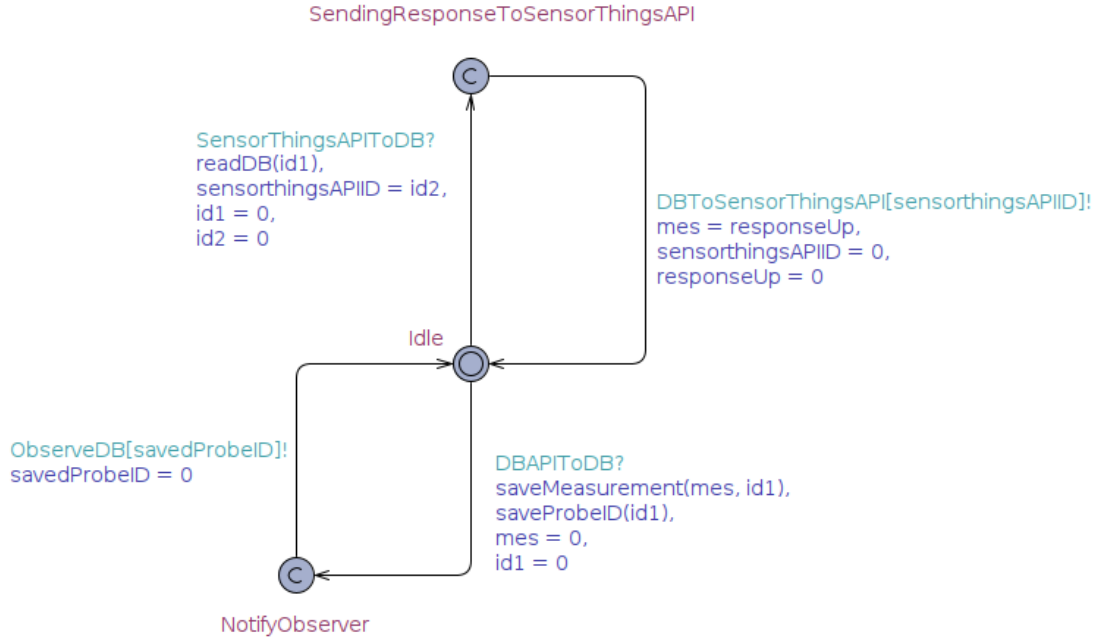 SendingResponseToSensorThingsAPI
C
SensorThingsAPIToDB?
readDB(id1),
sensorthingsAPIID = id2,
id1 = 0,
id2 = 0
DBToSensorThingsAPI[sensorthingsAPIID]!
mes = responseUp,
sensorthingsAPIID = 0,
responseUp = 0
Idle
ObserveDB[savedProbeID]!
savedProbeID = 0
DBAPIToDB?
saveMeasurement(mes, id1),
saveProbeID(id1),
mes = 0,
id1 = 0
C
NotifyObserver